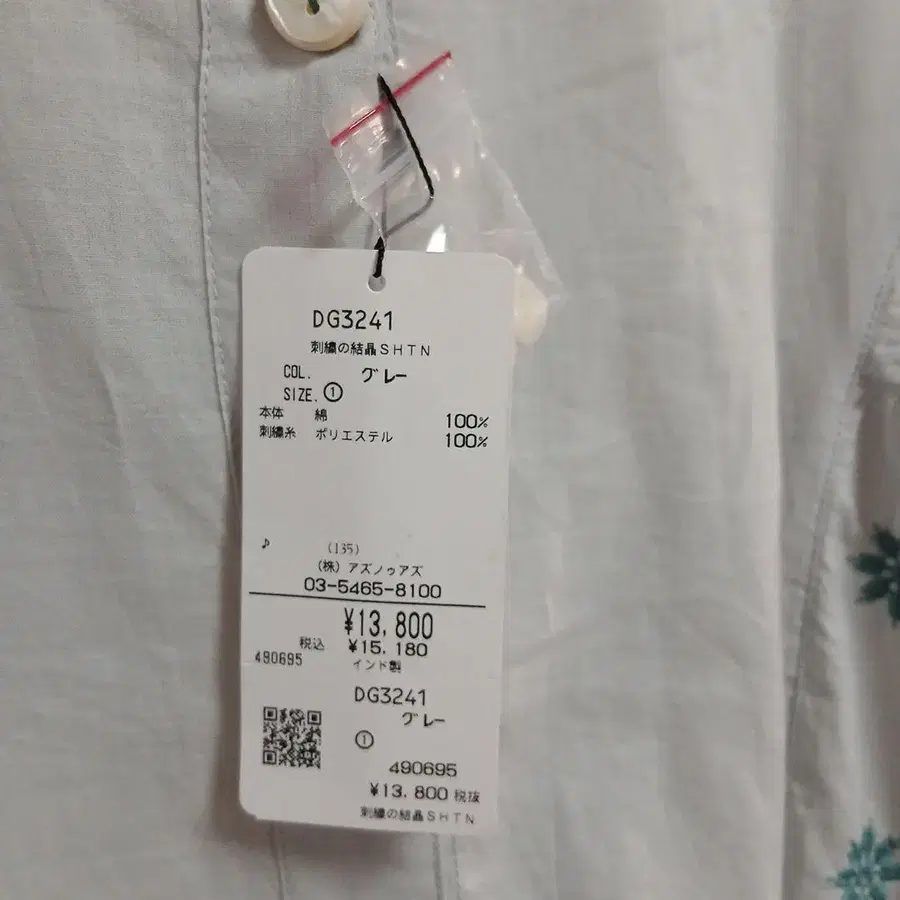 DG3241
刺繍の結晶SHTN
COL. グレー
SIZE. ①
本体 綿 100%
刺繍糸 ポリエステル 100%
♪ (135)
(株) アズノゥアズ
03-5465-8100
¥13,800
税込 ¥15,180
490695 インド製
DG3241
グレー
①
490695
¥13,800 税抜
刺繍の結晶SHTN